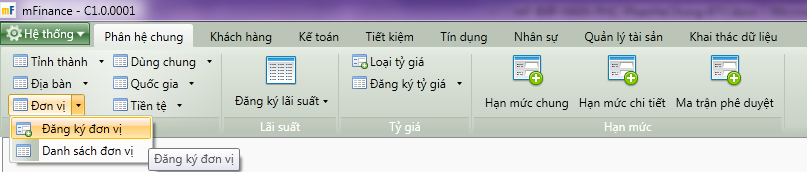 mF mFinance - C1.0.0001
Hệ thống Phân hệ chung Khách hàng Kế toán Tiết kiệm Tín dụng Nhân sự Quản lý tài sản Khai thác dữ liệu
Tỉnh thành Dùng chung Loại tỷ giá
Địa bàn Quốc gia Đăng ký lãi suất Đăng ký tỷ giá Hạn mức chung Hạn mức chi tiết Ma trận phê duyệt
Đơn vị Tiền tệ
Lãi suất Tỷ giá Hạn mức
Đăng ký đơn vị
Danh sách đơn vị
Đăng ký đơn vị